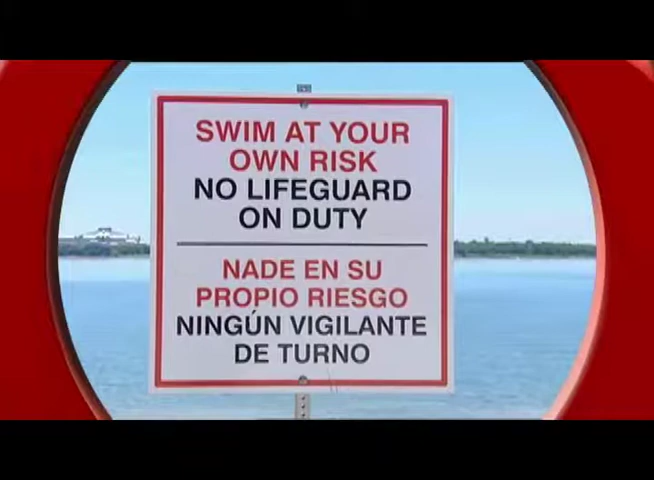 SWIM AT YOUR
OWN RISK
NO LIFEGUARD
ON DUTY
NADE EN SU
PROPIO RIESGO
NINGÚN VIGILANTE
DE TURNO